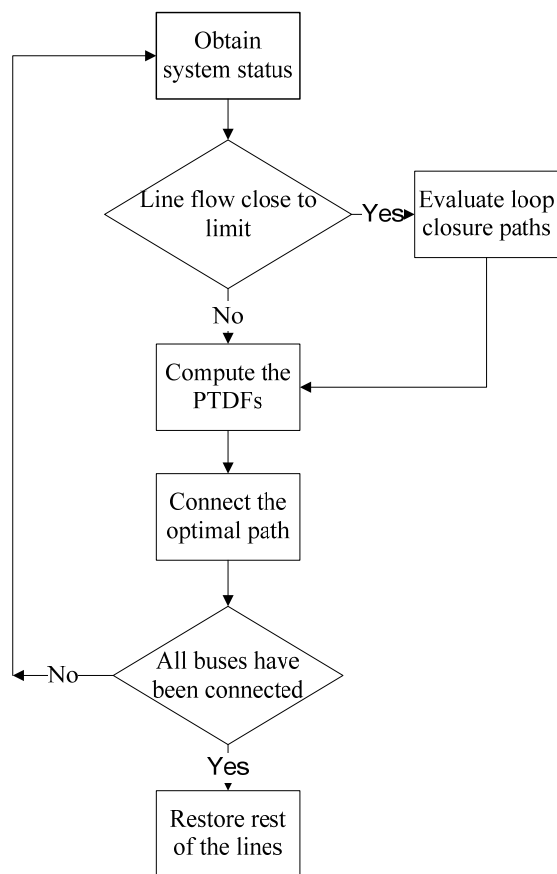 Obtain
system status
Line flow close to
limit
Yes
Evaluate loop
closure paths
No
Compute the
PTDFs
Connect the
optimal path
All buses have
been connected
No
Yes
Restore rest
of the lines